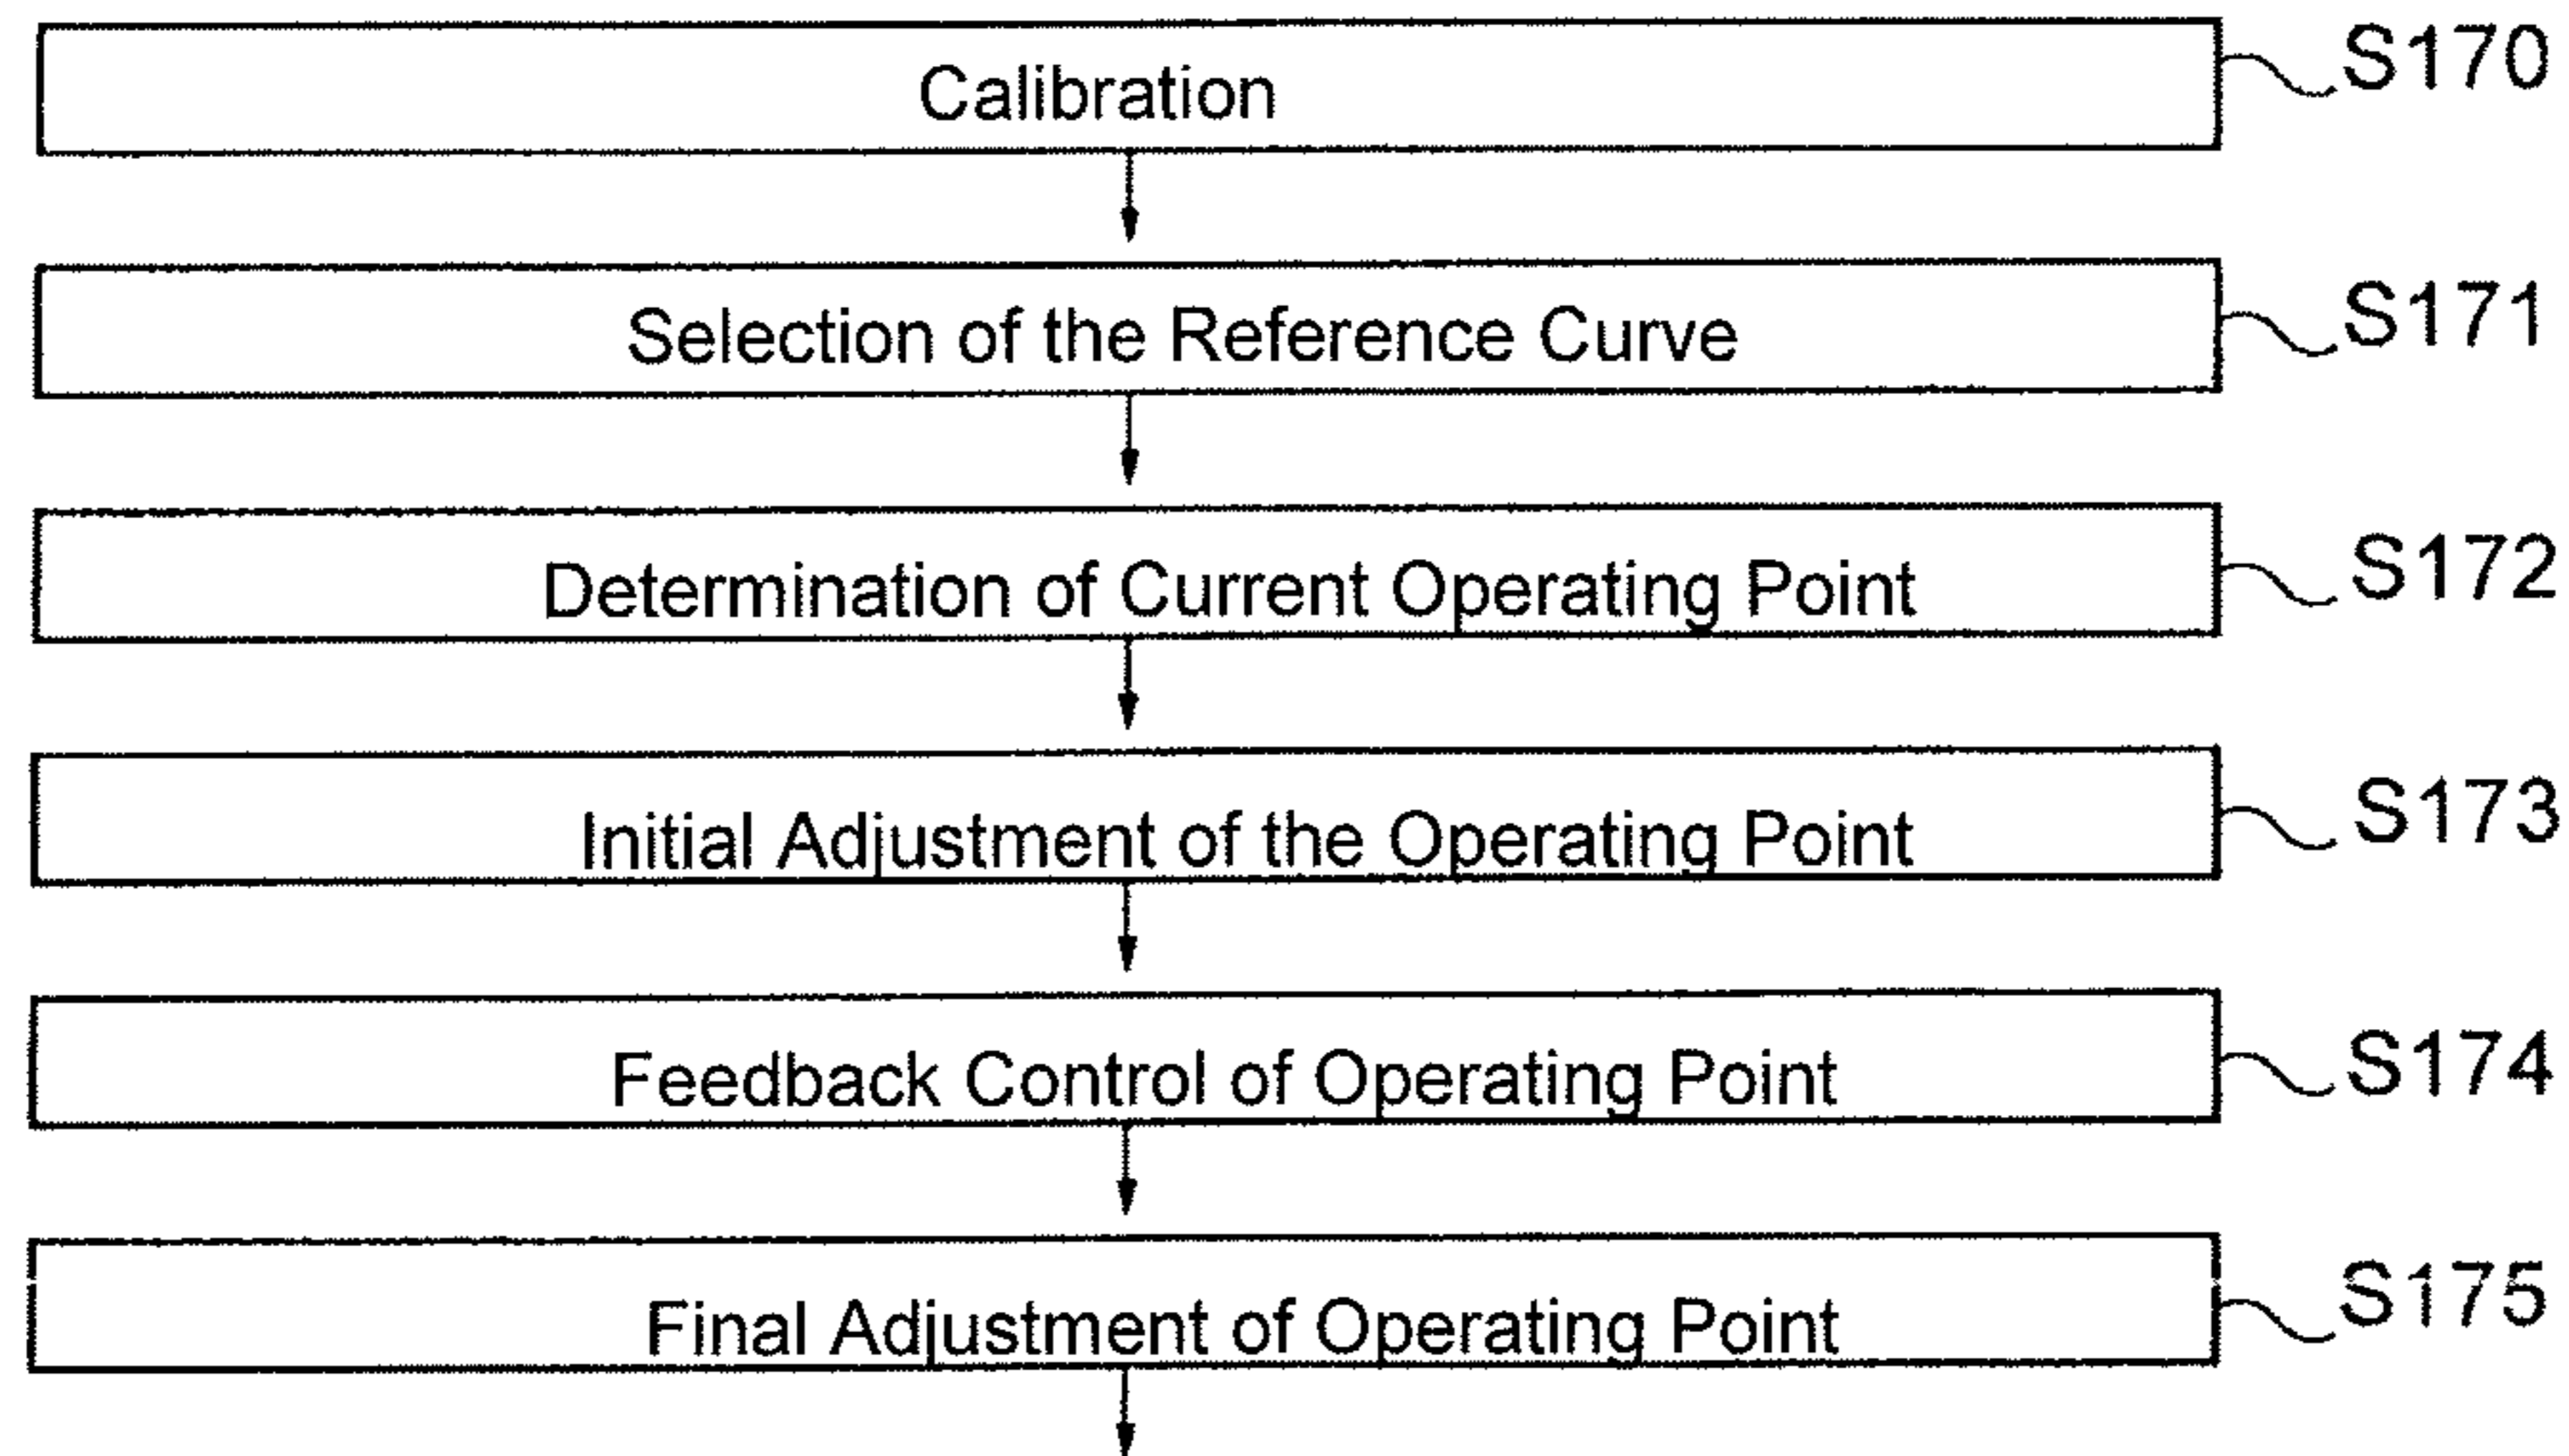 Calibration
S170
Selection of the Reference Curve
S171
Determination of Current Operating Point
S172
Initial Adjustment of the Operating Point
S173
Feedback Control of Operating Point
S174
Final Adjustment of Operating Point
S175